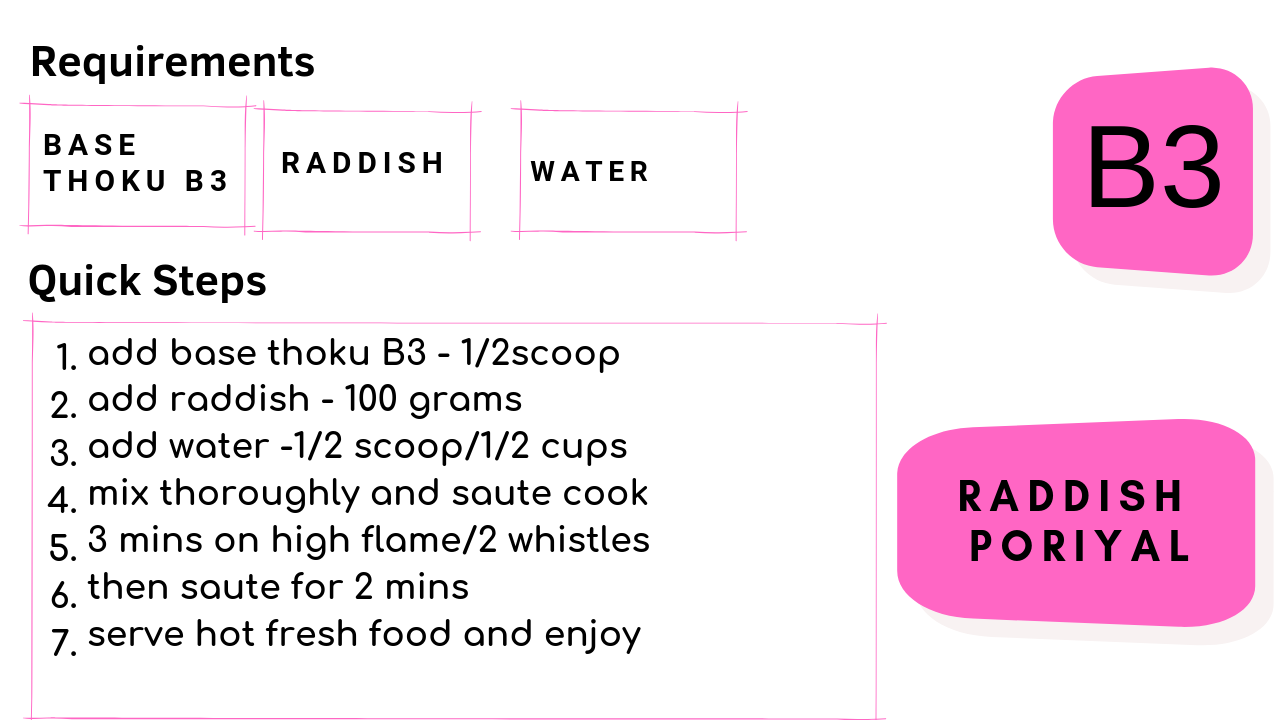 Requirements
BASE
THOKU B3
RADDISH
WATER
B3
Quick Steps
1. add base thoku B3 - 1/2scoop
2. add raddish - 100 grams
3. add water -1/2 scoop/1/2 cups
4. mix thoroughly and saute cook
5. 3 mins on high flame/2 whistles
6. then saute for 2 mins
7. serve hot fresh food and enjoy
RADDISH
PORIYAL